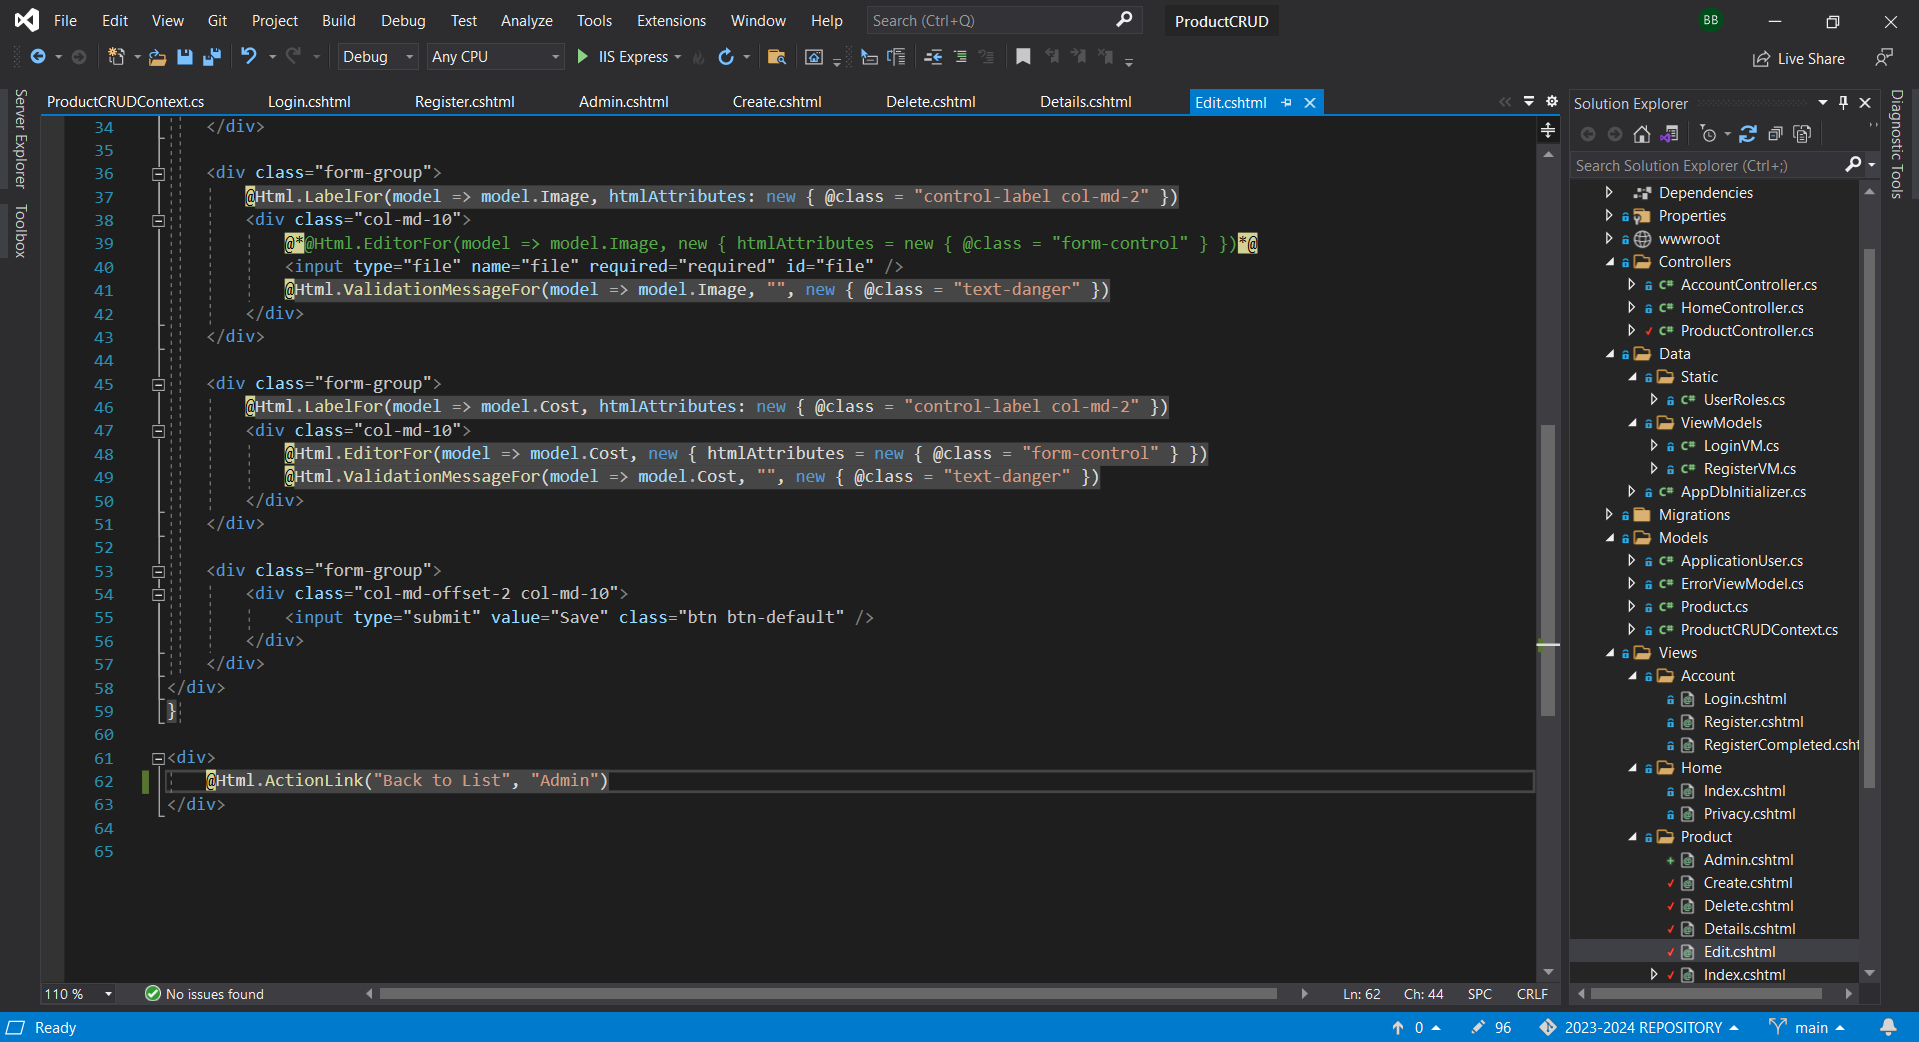 File Edit View Git Project Build Debug Test Analyze Tools Extensions Window Help Search (Ctrl+Q) ProductCRUD BB
Debug Any CPU IIS Express Live Share
Server Explorer
Toolbox
ProductCRUDContext.cs Login.cshtml Register.cshtml Admin.cshtml Create.cshtml Delete.cshtml Details.cshtml Edit.cshtml
34 </div>
35
36 <div class="form-group">
37 @Html.LabelFor(model => model.Image, htmlAttributes: new { @class = "control-label col-md-2" })
38 <div class="col-md-10">
39 @*@Html.EditorFor(model => model.Image, new { htmlAttributes = new { @class = "form-control" } })*@
40 <input type="file" name="file" required="required" id="file" />
41 @Html.ValidationMessageFor(model => model.Image, "", new { @class = "text-danger" })
42 </div>
43 </div>
44
45 <div class="form-group">
46 @Html.LabelFor(model => model.Cost, htmlAttributes: new { @class = "control-label col-md-2" })
47 <div class="col-md-10">
48 @Html.EditorFor(model => model.Cost, new { htmlAttributes = new { @class = "form-control" } })
49 @Html.ValidationMessageFor(model => model.Cost, "", new { @class = "text-danger" })
50 </div>
51 </div>
52
53 <div class="form-group">
54 <div class="col-md-offset-2 col-md-10">
55 <input type="submit" value="Save" class="btn btn-default" />
56 </div>
57 </div>
58 </div>
59 }
60
61 <div>
62 @Html.ActionLink("Back to List", "Admin")
63 </div>
64
65
110 % No issues found Ln: 62 Ch: 44 SPC CRLF
Solution Explorer
Search Solution Explorer (Ctrl+;)
Dependencies
Properties
wwwroot
Controllers
C# AccountController.cs
C# HomeController.cs
C# ProductController.cs
Data
Static
C# UserRoles.cs
ViewModels
C# LoginVM.cs
C# RegisterVM.cs
C# AppDbInitializer.cs
Migrations
Models
C# ApplicationUser.cs
C# ErrorViewModel.cs
C# Product.cs
C# ProductCRUDContext.cs
Views
Account
Login.cshtml
Register.cshtml
RegisterCompleted.csht
Home
Index.cshtml
Privacy.cshtml
Product
Admin.cshtml
Create.cshtml
Delete.cshtml
Details.cshtml
Edit.cshtml
Index.cshtml
Diagnostic Tools
Ready 0 96 2023-2024 REPOSITORY main